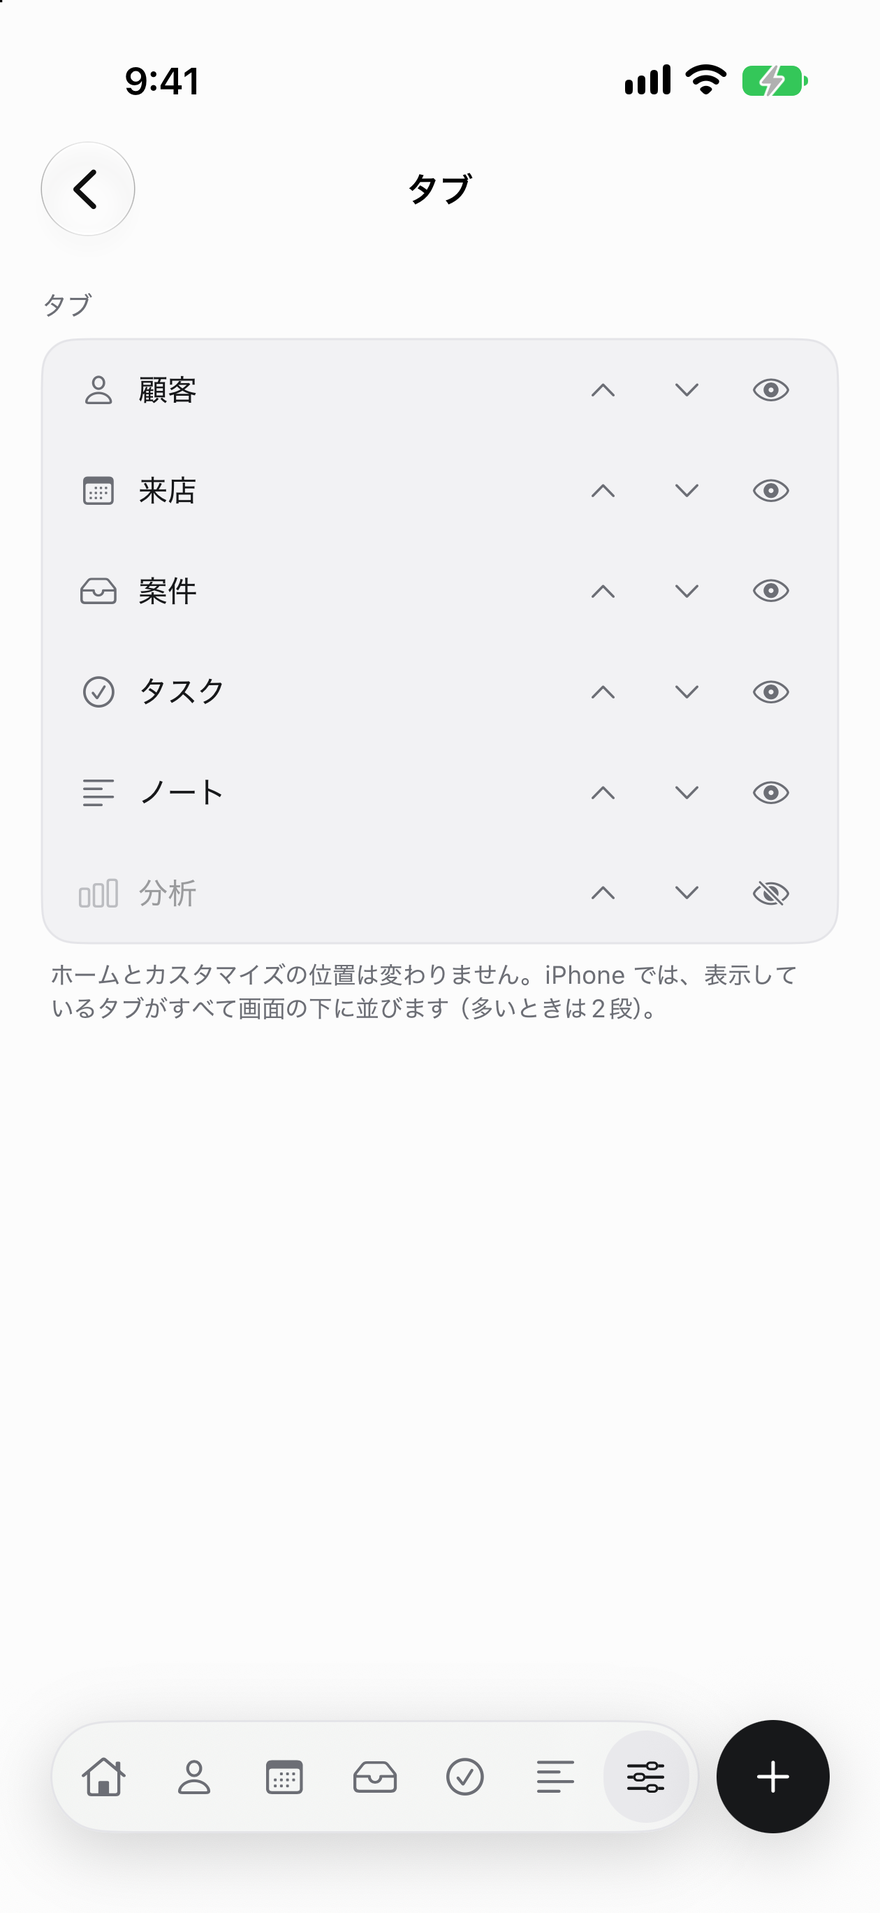 9:41
タブ
タブ
顧客
来店
案件
タスク
ノート
分析
ホームとカスタマイズの位置は変わりません。iPhone では、表示して
いるタブがすべて画面の下に並びます（多いときは2段）。